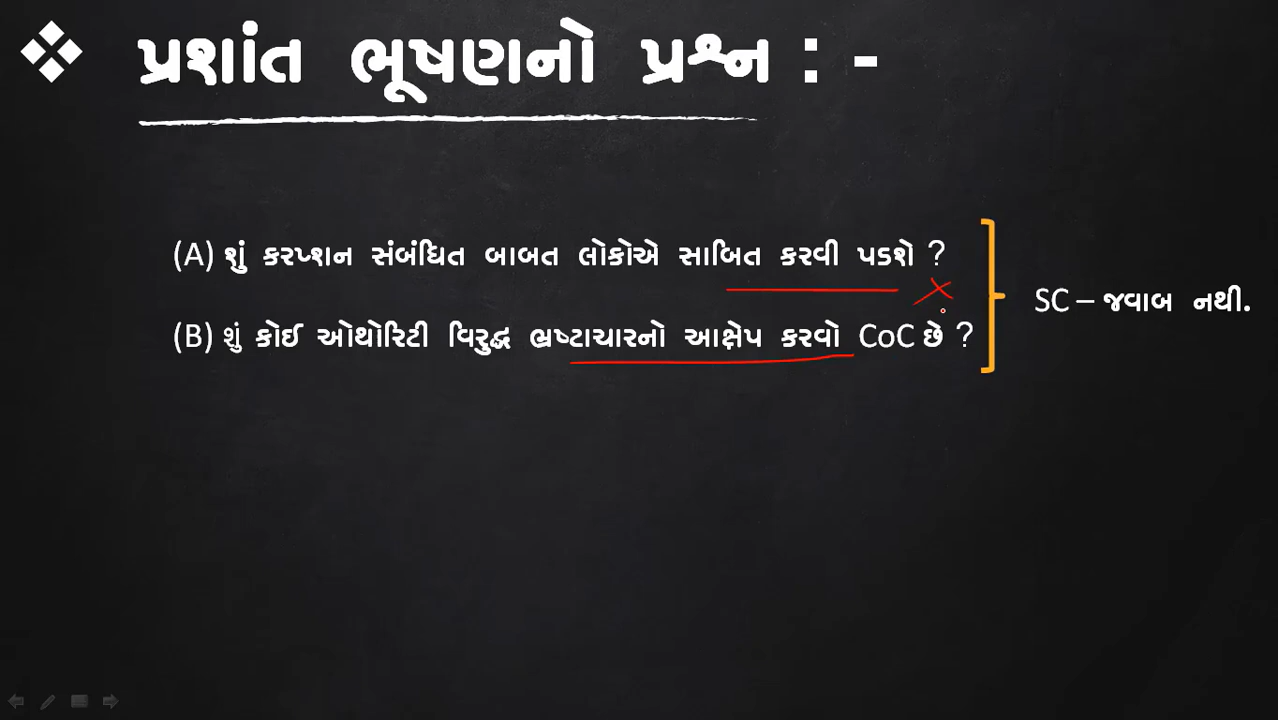 ❖ પ્રશાંત ભૂષણનો પ્રશ્ન : -
(A) શું કરપ્શન સંબંધિત બાબત લોકોએ સાબિત કરવી પડશે ?
(B) શું કોઈ ઓથોરિટી વિરુદ્ધ ભ્રષ્ટાચારનો આક્ષેપ કરવો CoC છે ?
SC – જવાબ નથી.